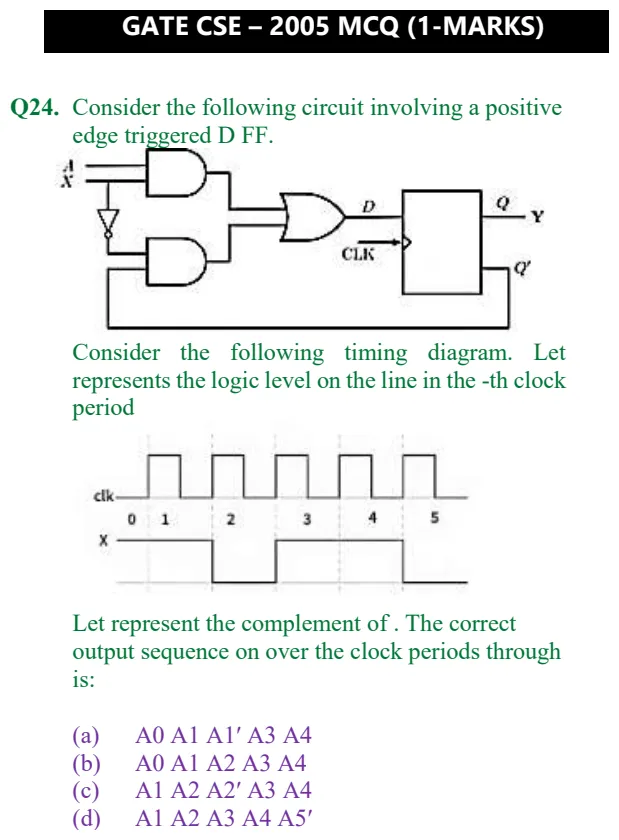 GATE CSE – 2005 MCQ (1-MARKS)
Q24. Consider the following circuit involving a positive
edge triggered D FF.
A
X
D
Q
Y
CLK
Q'
Consider the following timing diagram. Let
represents the logic level on the line in the -th clock
period
clk
0 1 2 3 4 5
X
Let represent the complement of . The correct
output sequence on over the clock periods through
is:
(a) A0 A1 A1′ A3 A4
(b) A0 A1 A2 A3 A4
(c) A1 A2 A2′ A3 A4
(d) A1 A2 A3 A4 A5′